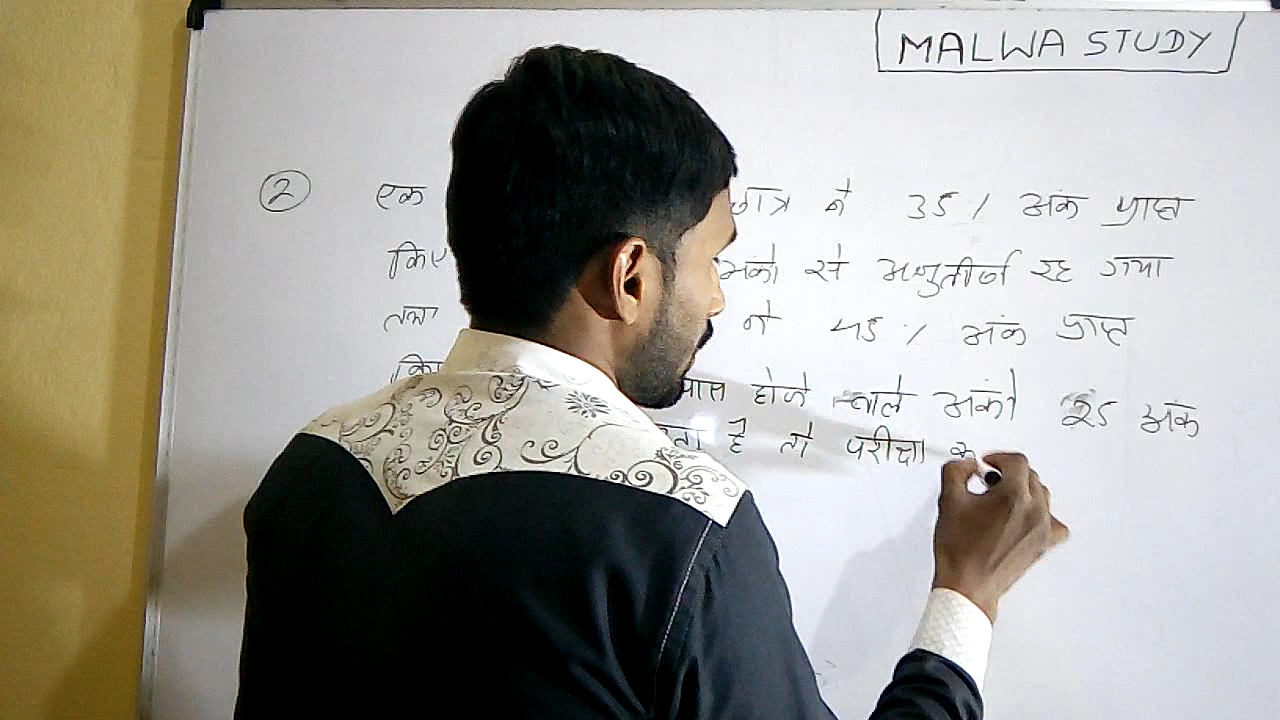 MALWA STUDY
2 एक छात्र ने 35 % अंक प्राप्त
अंको से अनुतीर्ण रह गया
तथा ने 45 % अंक प्राप्त
पास होने वाले अंको 25 अंक
है तो परीक्षा क